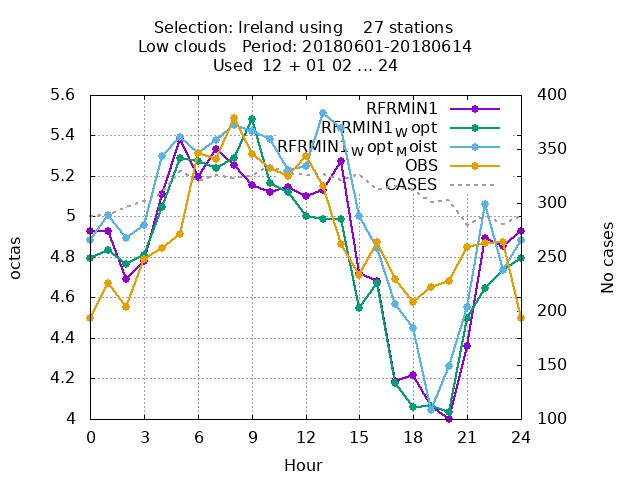 Selection: Ireland using 27 stations
Low clouds Period: 20180601-20180614
Used 12 + 01 02 ... 24
5.6
5.4
5.2
5
4.8
4.6
4.4
4.2
4
octas
400
350
300
250
200
150
100
No cases
RFRMIN1
RFRMIN1_W opt
RFRMIN1_W opt_M oist
OBS
CASES
0 3 6 9 12 15 18 21 24
Hour